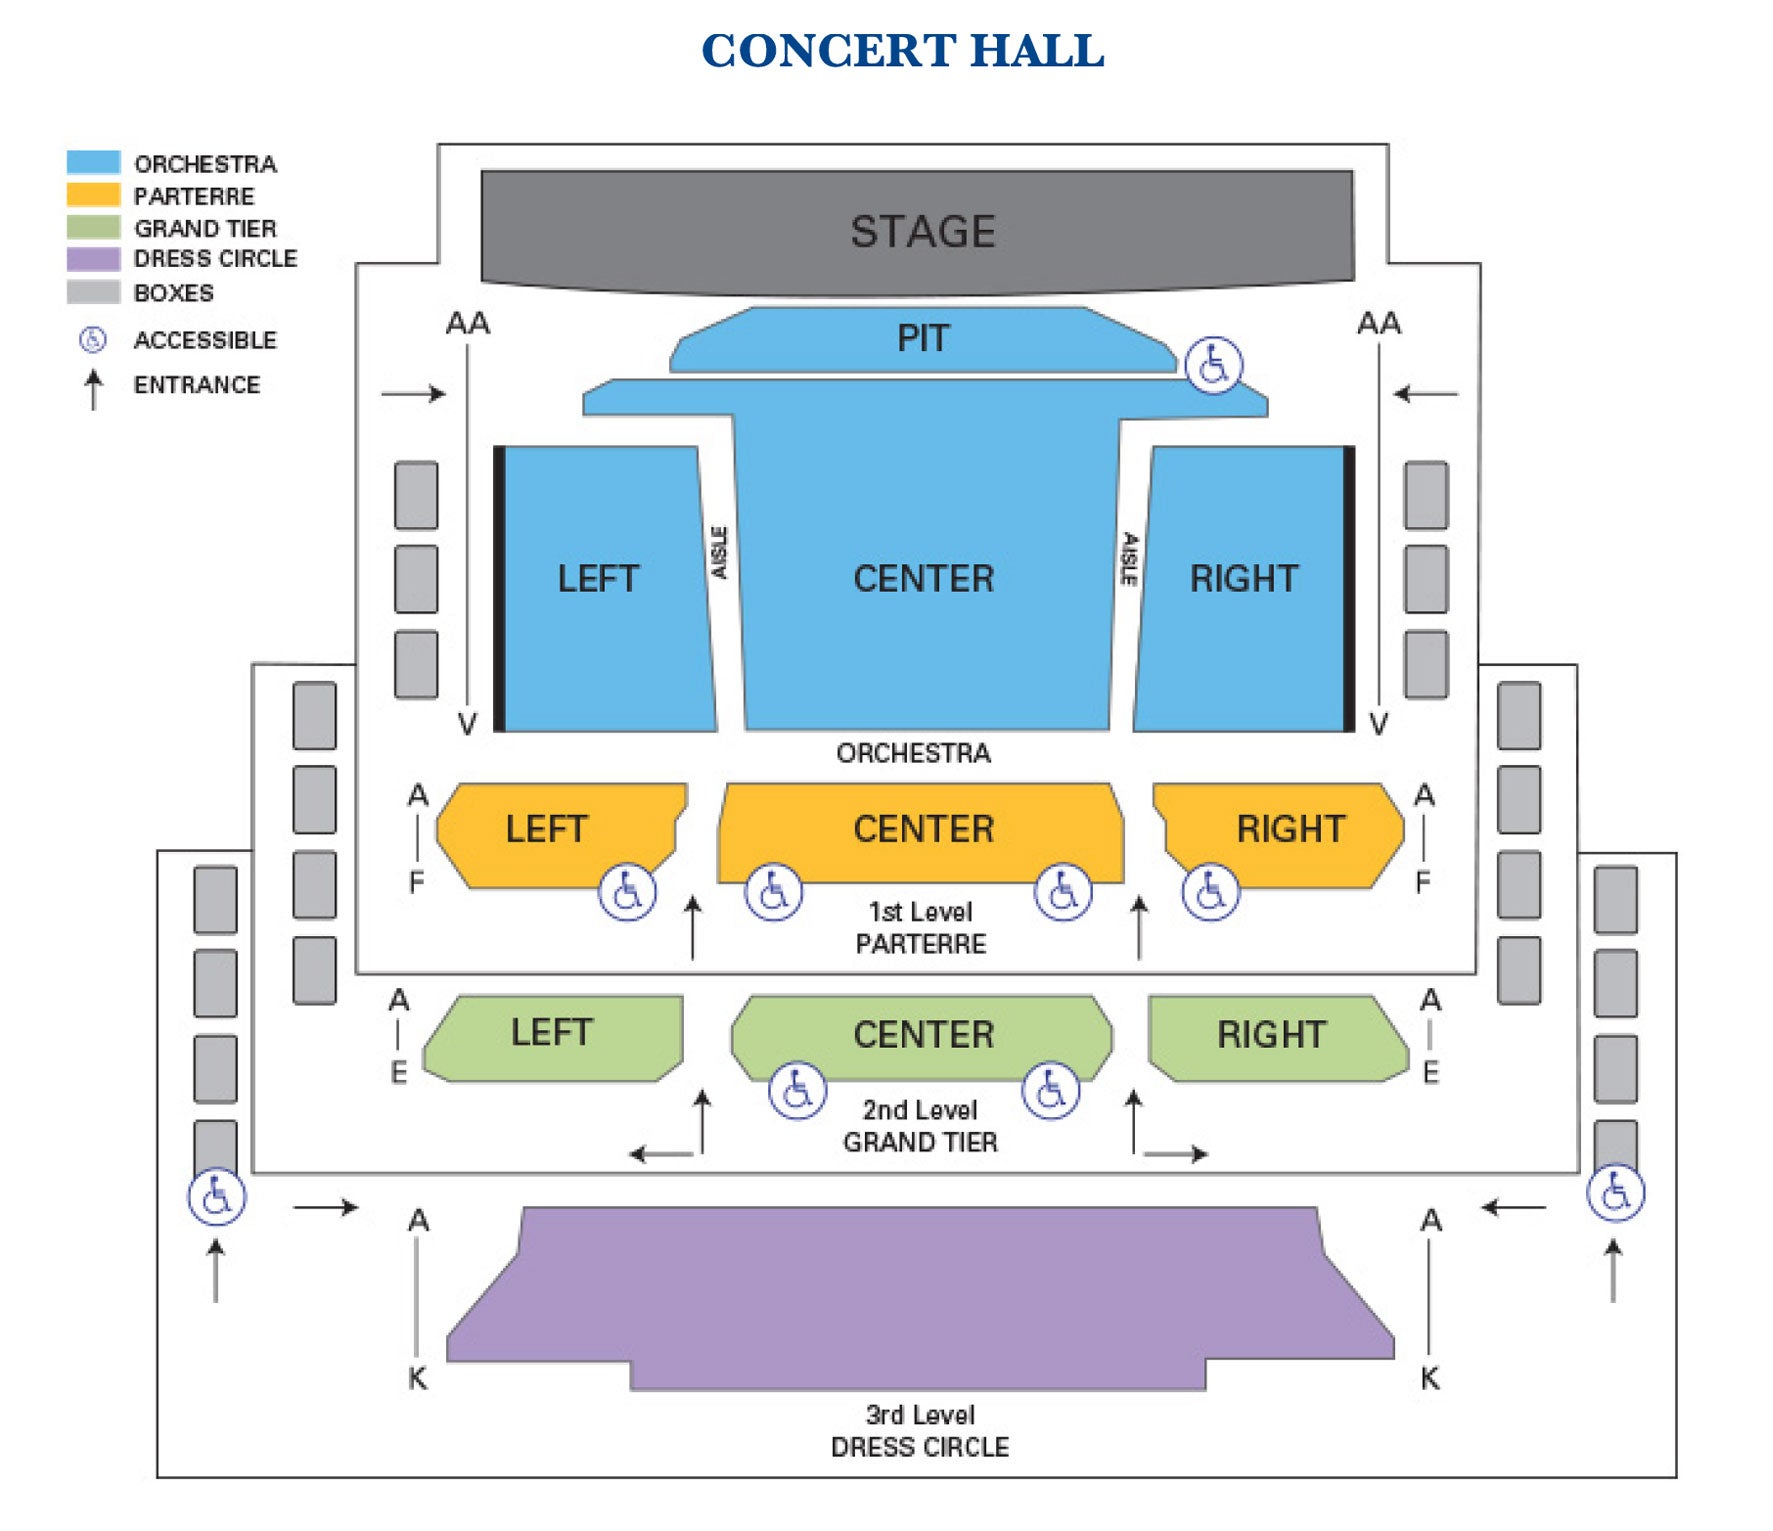 CONCERT HALL
ORCHESTRA
PARTERRE
GRAND TIER
DRESS CIRCLE
BOXES
ACCESSIBLE
ENTRANCE
STAGE
AA
AA
PIT
LEFT
AISLE
CENTER
AISLE
RIGHT
V
V
ORCHESTRA
A
A
LEFT
CENTER
RIGHT
F
F
1st Level
PARTERRE
A
A
LEFT
CENTER
RIGHT
E
E
2nd Level
GRAND TIER
A
A
K
K
3rd Level
DRESS CIRCLE